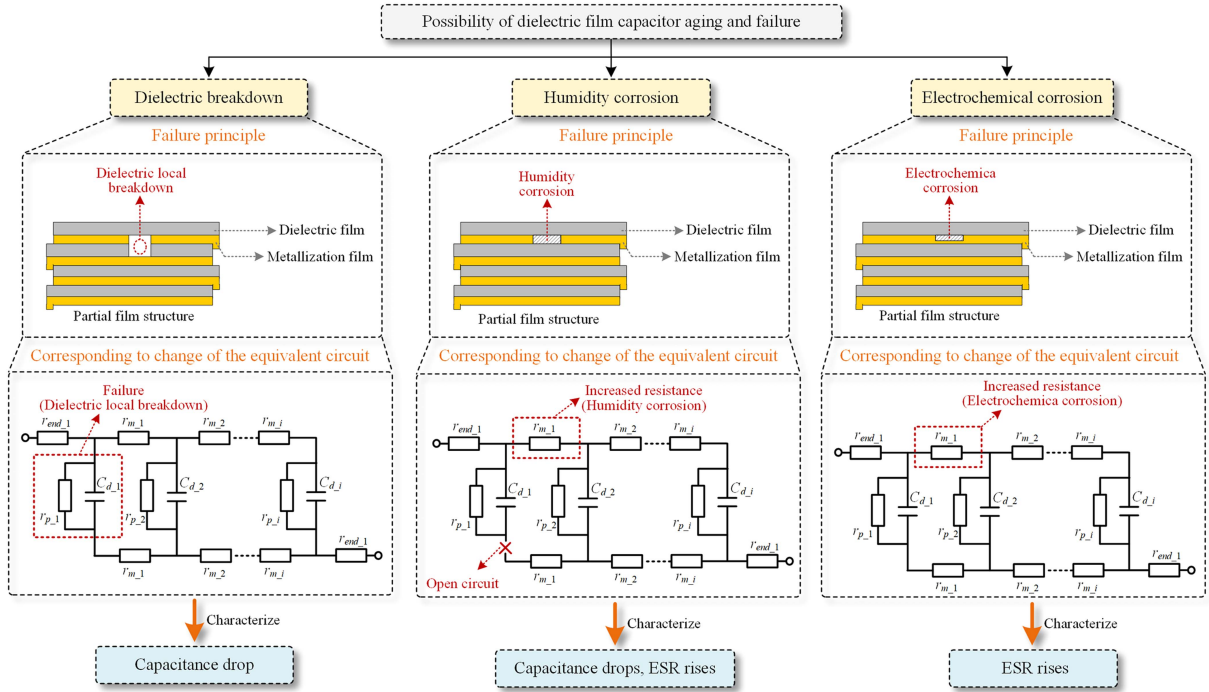 Possibility of dielectric film capacitor aging and failure
Dielectric breakdown
Humidity corrosion
Electrochemical corrosion
Failure principle
Failure principle
Failure principle
Dielectric local
breakdown
Dielectric film
Metallization film
Partial film structure
Humidity
corrosion
Dielectric film
Metallization film
Partial film structure
Electrochemica
corrosion
Dielectric film
Metallization film
Partial film structure
Corresponding to change of the equivalent circuit
Corresponding to change of the equivalent circuit
Corresponding to change of the equivalent circuit
Failure
(Dielectric local breakdown)
r_end_1 r_m_1 r_m_2 r_m_i
C_d_1 C_d_2 C_d_i
r_p_1 r_p_2 r_p_i
r_end_1
r_m_1 r_m_2 r_m_i
Increased resistance
(Humidity corrosion)
r_end_1 r_m_1 r_m_2 r_m_i
C_d_1 C_d_2 C_d_i
r_p_1 r_p_2 r_p_i
r_end_1
r_m_1 r_m_2 r_m_i
Open circuit
Increased resistance
(Electrochemica corrosion)
r_end_1 r_m_1 r_m_2 r_m_i
C_d_1 C_d_2 C_d_i
r_p_1 r_p_2 r_p_i
r_end_1
r_m_1 r_m_2 r_m_i
Characterize
Characterize
Characterize
Capacitance drop
Capacitance drops, ESR rises
ESR rises